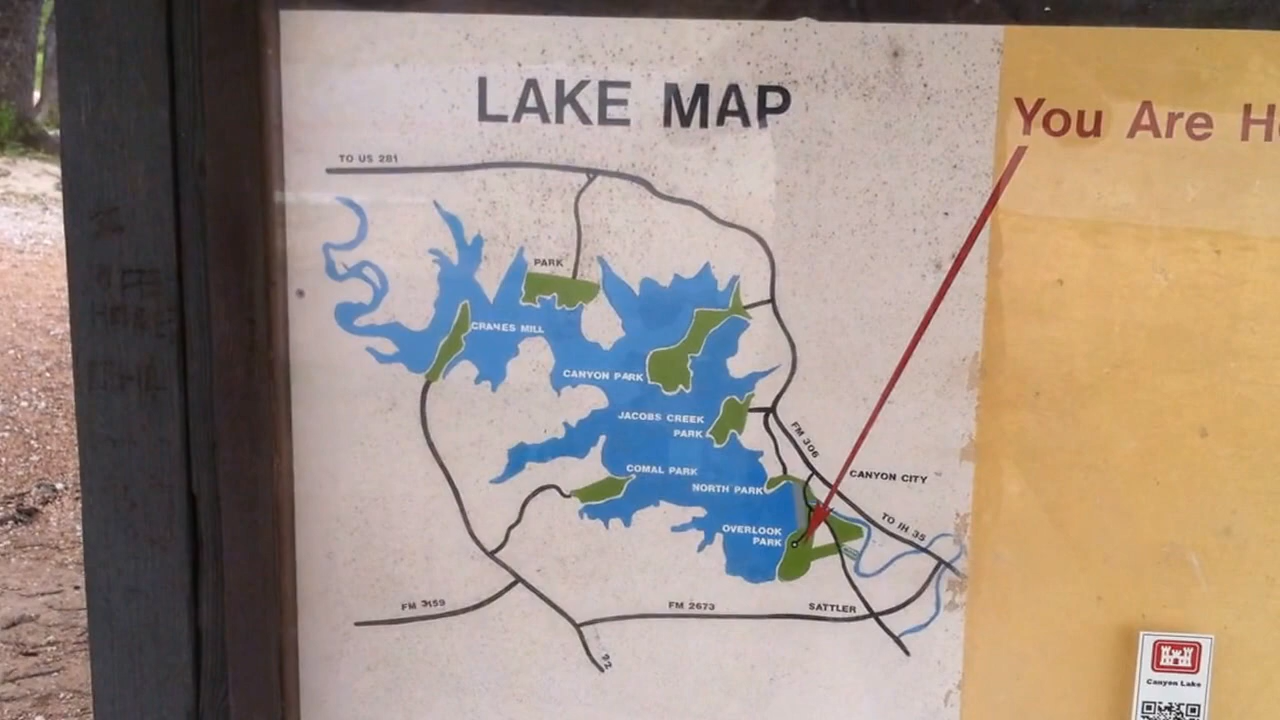 LAKE MAP
You Are H
TO US 281
PARK
CRANES MILL
CANYON PARK
JACOBS CREEK
PARK
FM 306
COMAL PARK
CANYON CITY
NORTH PARK
TO IH 35
OVERLOOK
PARK
FM 3159
FM 2673
SATTLER
Canyon Lake